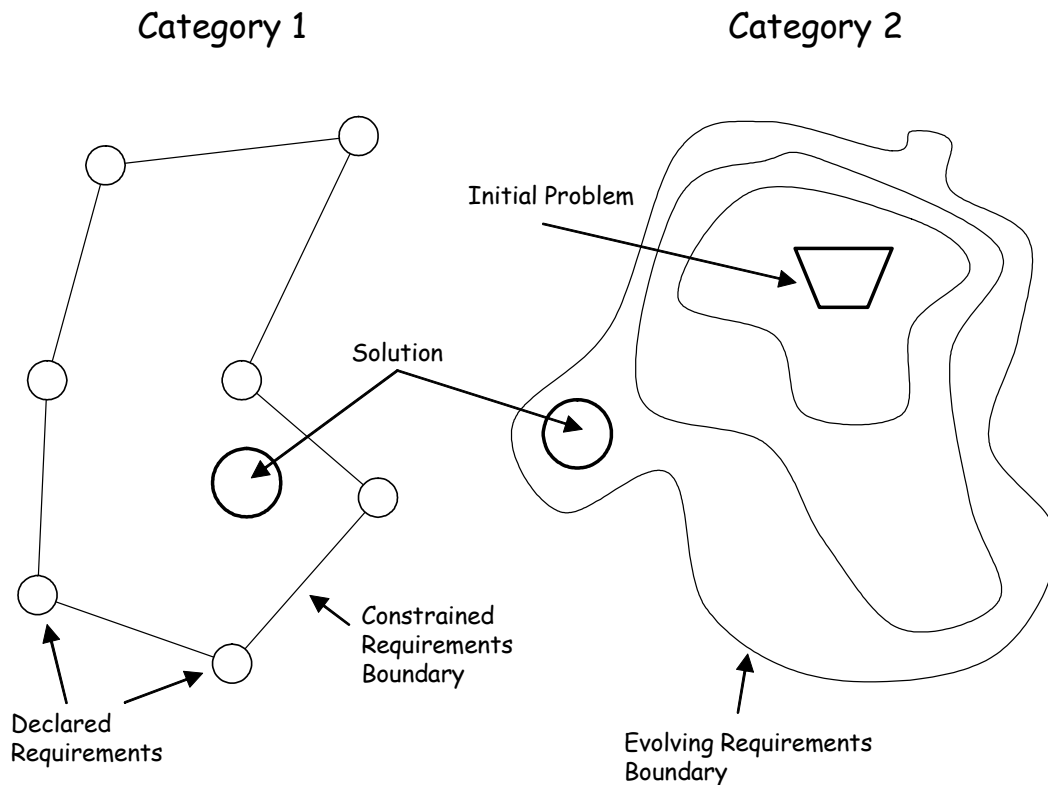 Category 1
Category 2
Initial Problem
Solution
Constrained
Requirements
Boundary
Declared
Requirements
Evolving Requirements
Boundary